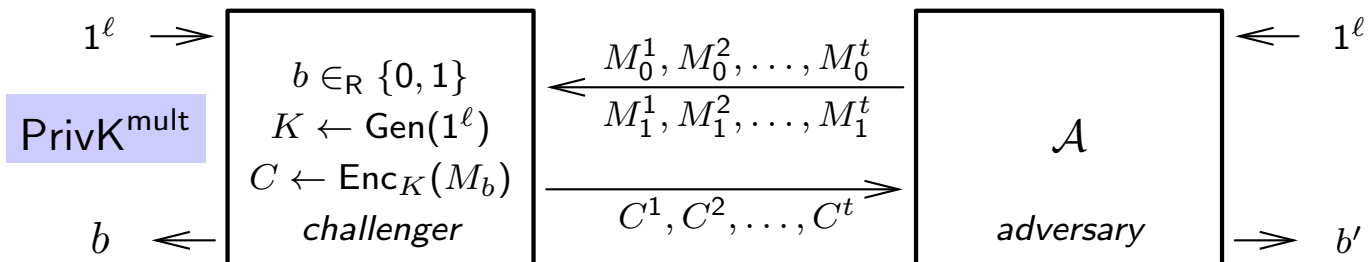 1^ℓ
PrivK^mult
b
b ∈_R {0, 1}
K ← Gen(1^ℓ)
C ← Enc_K(M_b)
challenger
M_0^1, M_0^2, . . . , M_0^t
M_1^1, M_1^2, . . . , M_1^t
C^1, C^2, . . . , C^t
𝒜
adversary
1^ℓ
b′